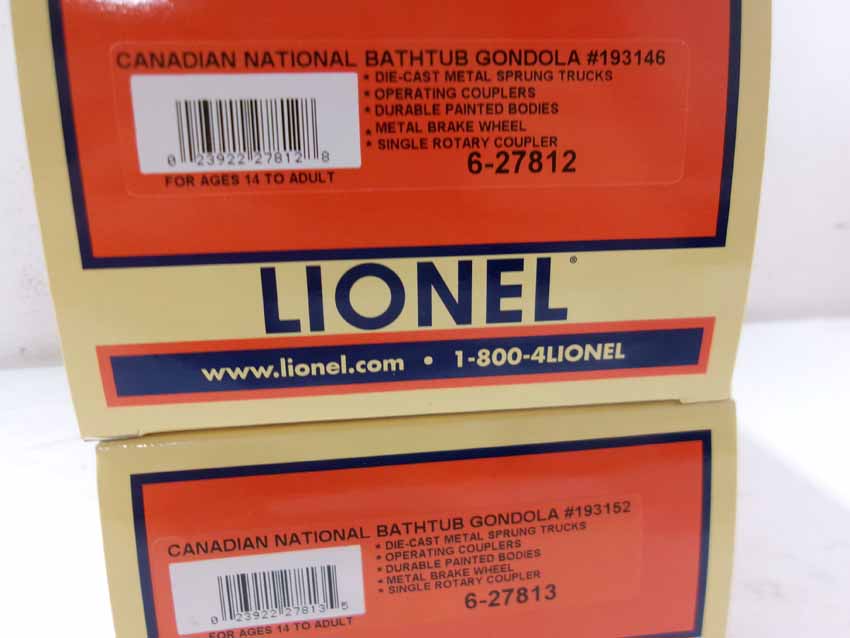 CANADIAN NATIONAL BATHTUB GONDOLA #193146
* DIE-CAST METAL SPRUNG TRUCKS
* OPERATING COUPLERS
* DURABLE PAINTED BODIES
* METAL BRAKE WHEEL
* SINGLE ROTARY COUPLER
0 23922 27812 8
6-27812
FOR AGES 14 TO ADULT
LIONEL®
www.lionel.com • 1-800-4LIONEL
CANADIAN NATIONAL BATHTUB GONDOLA #193152
* DIE-CAST METAL SPRUNG TRUCKS
* OPERATING COUPLERS
* DURABLE PAINTED BODIES
* METAL BRAKE WHEEL
* SINGLE ROTARY COUPLER
0 23922 27813 5
6-27813
FOR AGES 14 TO ADULT